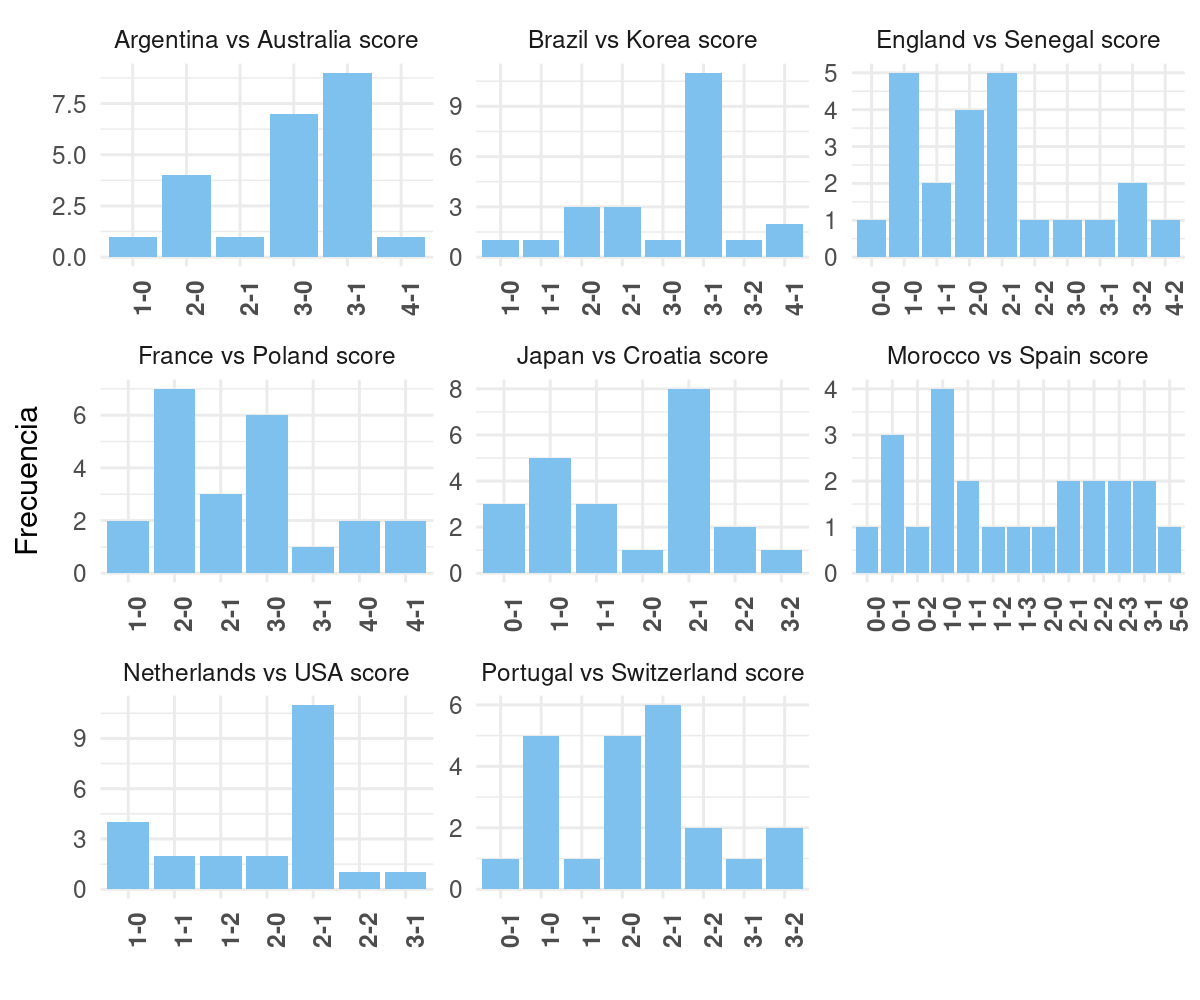 Argentina vs Australia score
7.5
5.0
2.5
0.0
1-0 2-0 2-1 3-0 3-1 4-1
Brazil vs Korea score
9
6
3
0
1-0 1-1 2-0 2-1 3-0 3-1 3-2 4-1
England vs Senegal score
5
4
3
2
1
0
0-0 1-0 1-1 2-0 2-1 2-2 3-0 3-1 3-2 4-2
Frecuencia
France vs Poland score
6
4
2
0
1-0 2-0 2-1 3-0 3-1 4-0 4-1
Japan vs Croatia score
8
6
4
2
0
0-1 1-0 1-1 2-0 2-1 2-2 3-2
Morocco vs Spain score
4
3
2
1
0
0-0 0-1 0-2 1-0 1-1 1-2 1-3 2-0 2-1 2-2 2-3 3-1 5-6
Netherlands vs USA score
9
6
3
0
1-0 1-1 1-2 2-0 2-1 2-2 3-1
Portugal vs Switzerland score
6
4
2
0
0-1 1-0 1-1 2-0 2-1 2-2 3-1 3-2